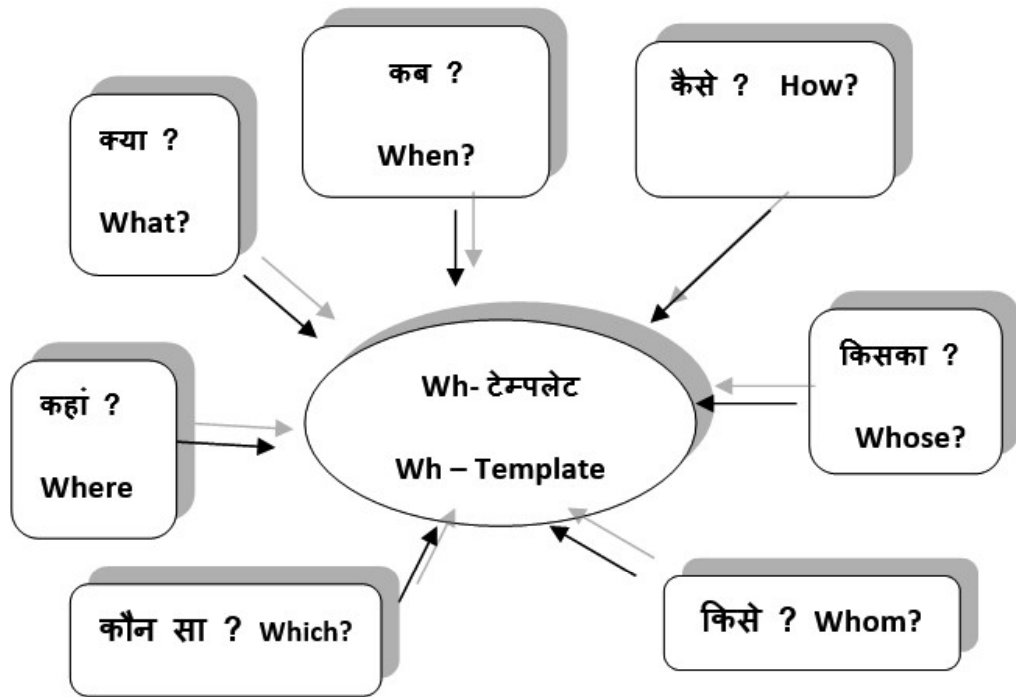 कब ?
When?
कैसे ? How?
क्या ?
What?
किसका ?
Whose?
Wh- टेम्पलेट
Wh – Template
कहां ?
Where
कौन सा ? Which?
किसे ? Whom?